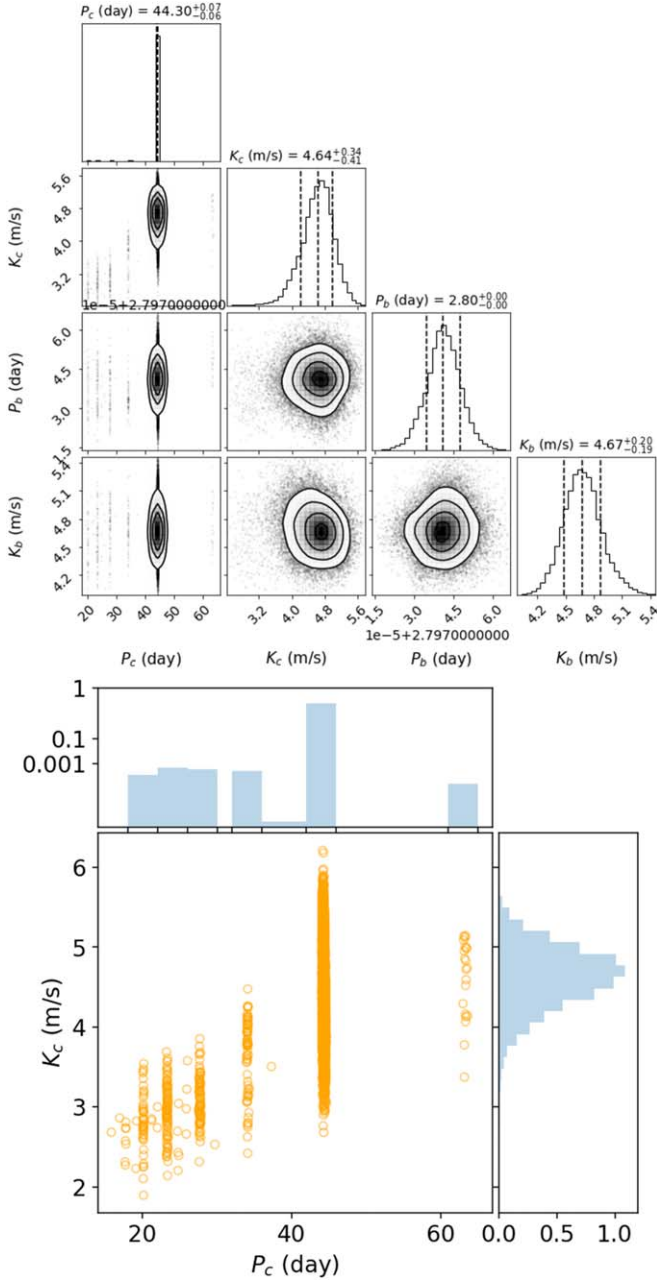 P_c (day) = 44.30^{+0.07}_{-0.06}
K_c (m/s) = 4.64^{+0.34}_{-0.41}
5.6
4.8
4.0
3.2
K_c (m/s)
1e-5+2.7970000000
P_b (day) = 2.80^{+0.00}_{-0.00}
6.0
4.5
3.0
1.5
P_b (day)
K_b (m/s) = 4.67^{+0.20}_{-0.19}
5.4
5.1
4.8
4.5
4.2
K_b (m/s)
20 30 40 50 60 3.2 4.0 4.8 5.6 1.5 3.0 4.5 6.0 4.2 4.5 4.8 5.1 5.4
1e-5+2.7970000000
P_c (day) K_c (m/s) P_b (day) K_b (m/s)
1
0.1
0.001
6
5
4
3
2
K_c (m/s)
20 40 60 0.0 0.5 1.0
P_c (day)